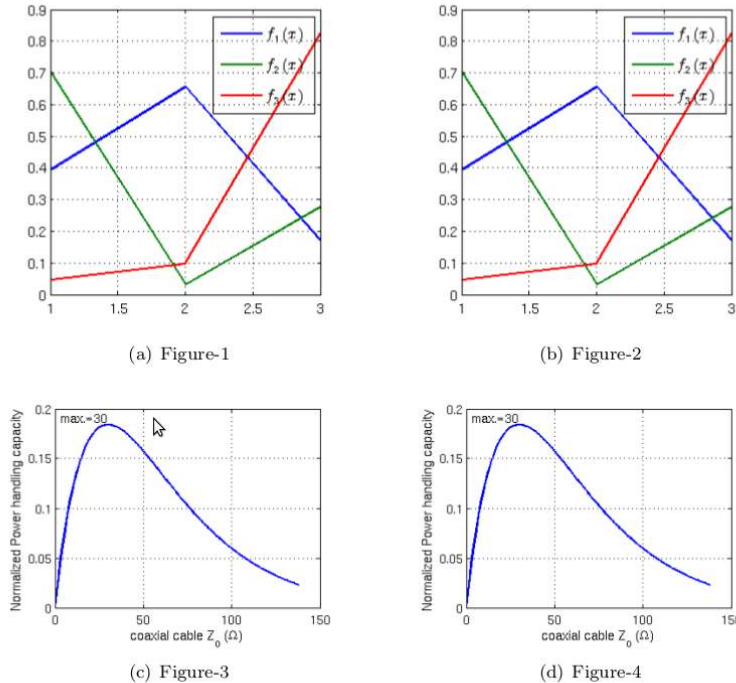 0.9
0.8
0.7
0.6
0.5
0.4
0.3
0.2
0.1
0
1 1.5 2 2.5 3
f₁(x)
f₂(x)
f₃(x)
(a) Figure-1
0.9
0.8
0.7
0.6
0.5
0.4
0.3
0.2
0.1
0
1 1.5 2 2.5 3
f₁(x)
f₂(x)
f₃(x)
(b) Figure-2
Normalized Power handling capacity
0.2
0.15
0.1
0.05
0
max.=30
0 50 100 150
coaxial cable Z₀ (Ω)
(c) Figure-3
Normalized Power handling capacity
0.2
0.15
0.1
0.05
0
max.=30
0 50 100 150
coaxial cable Z₀ (Ω)
(d) Figure-4